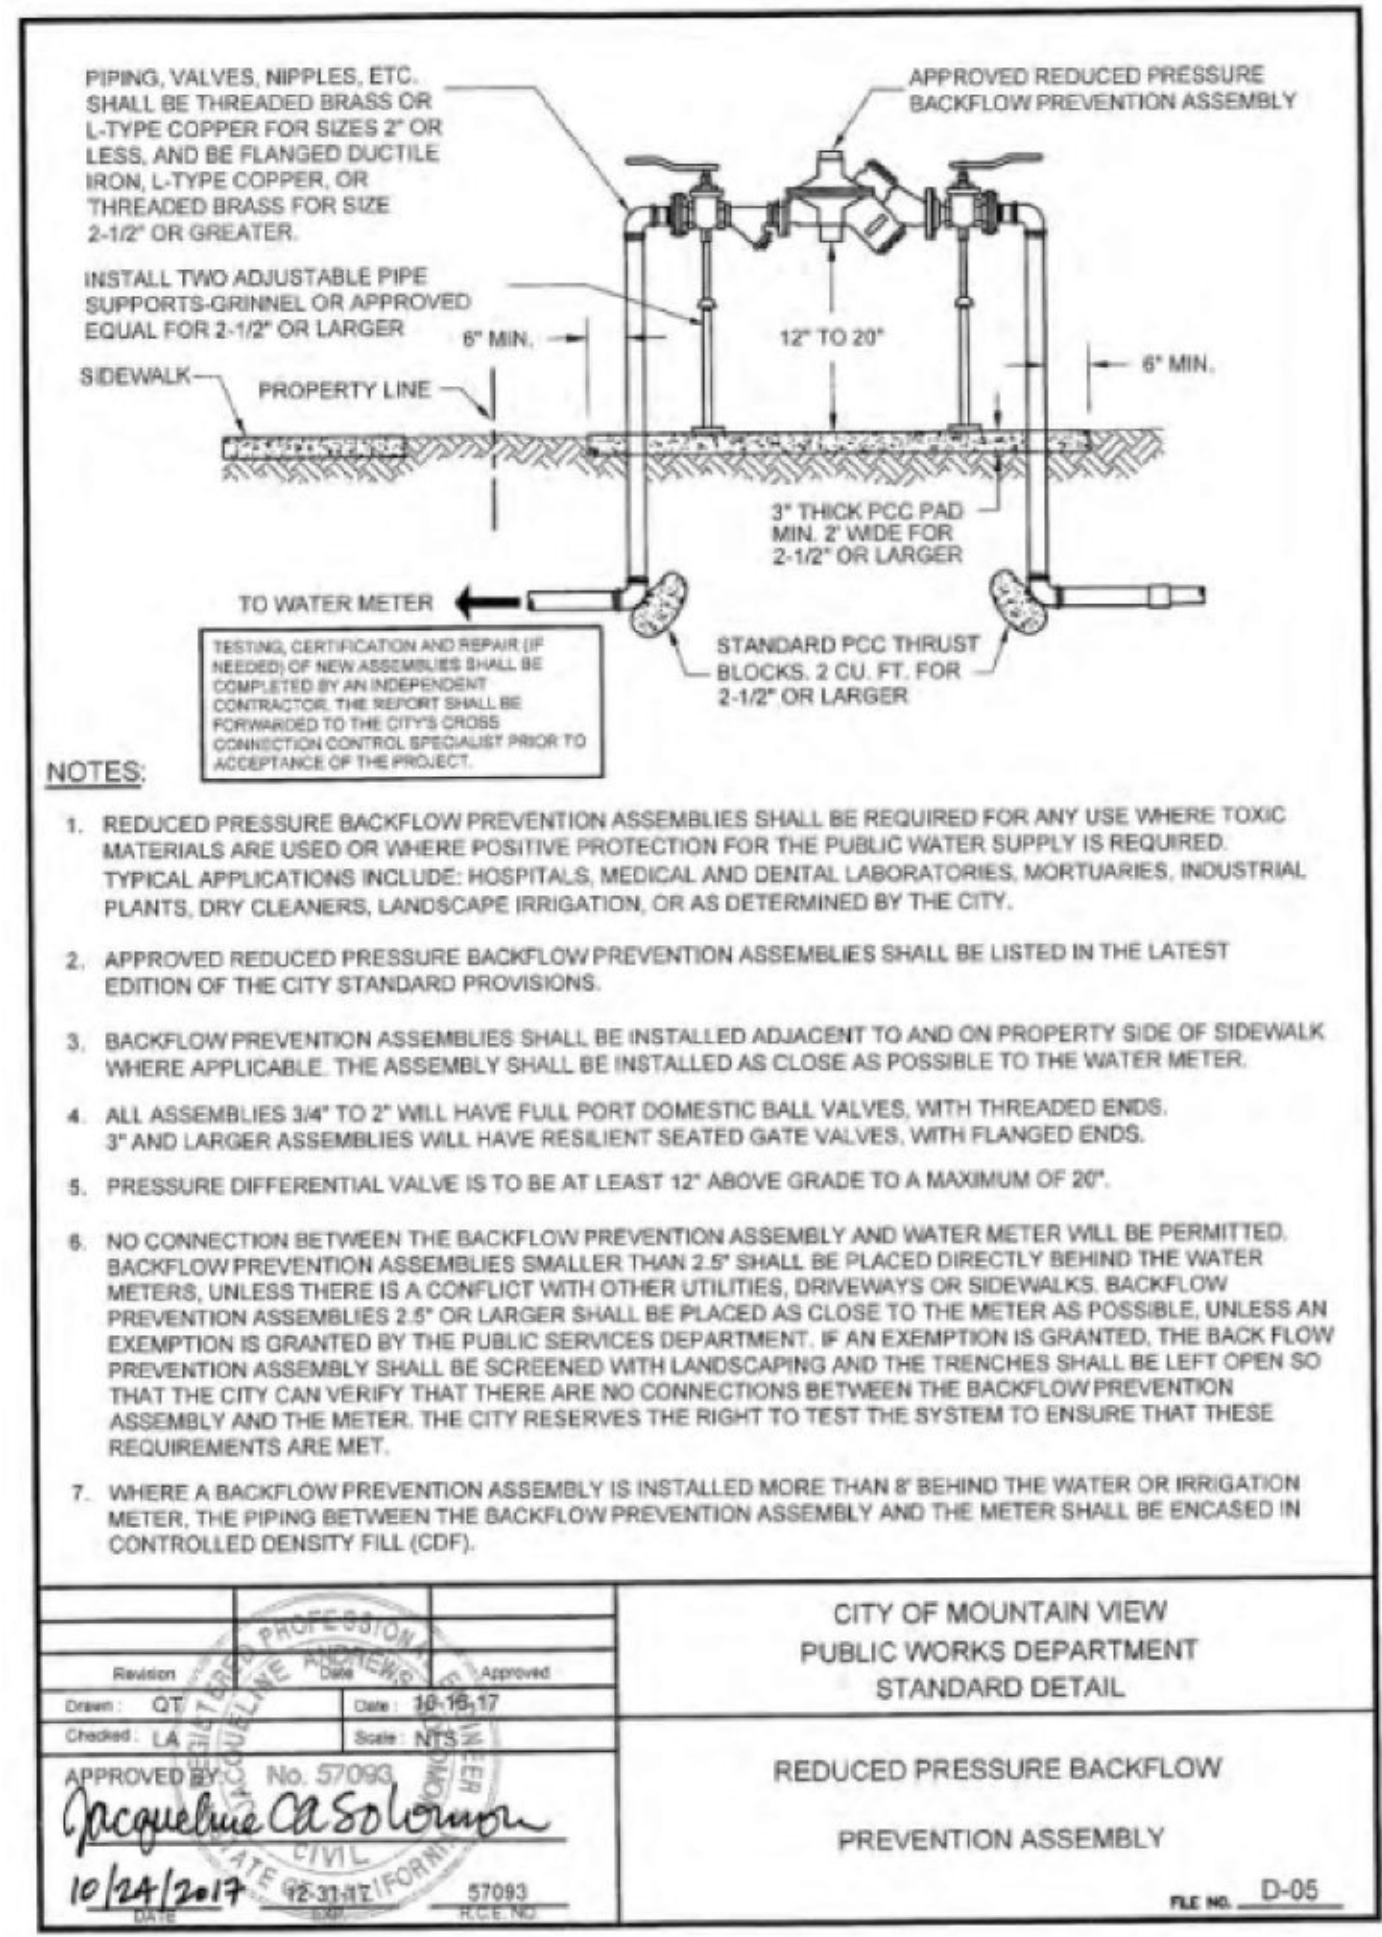 PIPING, VALVES, NIPPLES, ETC.
SHALL BE THREADED BRASS OR
L-TYPE COPPER FOR SIZES 2" OR
LESS, AND BE FLANGED DUCTILE
IRON, L-TYPE COPPER, OR
THREADED BRASS FOR SIZE
2-1/2" OR GREATER.
APPROVED REDUCED PRESSURE
BACKFLOW PREVENTION ASSEMBLY
INSTALL TWO ADJUSTABLE PIPE
SUPPORTS-GRINNEL OR APPROVED
EQUAL FOR 2-1/2" OR LARGER
6" MIN.
12" TO 20"
6" MIN.
SIDEWALK
PROPERTY LINE
3" THICK PCC PAD
MIN. 2' WIDE FOR
2-1/2" OR LARGER
TO WATER METER
STANDARD PCC THRUST
BLOCKS. 2 CU. FT. FOR
2-1/2" OR LARGER
TESTING, CERTIFICATION AND REPAIR (IF
NEEDED) OF NEW ASSEMBLIES SHALL BE
COMPLETED BY AN INDEPENDENT
CONTRACTOR. THE REPORT SHALL BE
FORWARDED TO THE CITY'S CROSS
CONNECTION CONTROL SPECIALIST PRIOR TO
ACCEPTANCE OF THE PROJECT.
NOTES:
1. REDUCED PRESSURE BACKFLOW PREVENTION ASSEMBLIES SHALL BE REQUIRED FOR ANY USE WHERE TOXIC
MATERIALS ARE USED OR WHERE POSITIVE PROTECTION FOR THE PUBLIC WATER SUPPLY IS REQUIRED.
TYPICAL APPLICATIONS INCLUDE: HOSPITALS, MEDICAL AND DENTAL LABORATORIES, MORTUARIES, INDUSTRIAL
PLANTS, DRY CLEANERS, LANDSCAPE IRRIGATION, OR AS DETERMINED BY THE CITY.
2. APPROVED REDUCED PRESSURE BACKFLOW PREVENTION ASSEMBLIES SHALL BE LISTED IN THE LATEST
EDITION OF THE CITY STANDARD PROVISIONS.
3. BACKFLOW PREVENTION ASSEMBLIES SHALL BE INSTALLED ADJACENT TO AND ON PROPERTY SIDE OF SIDEWALK
WHERE APPLICABLE. THE ASSEMBLY SHALL BE INSTALLED AS CLOSE AS POSSIBLE TO THE WATER METER.
4. ALL ASSEMBLIES 3/4" TO 2" WILL HAVE FULL PORT DOMESTIC BALL VALVES, WITH THREADED ENDS.
3" AND LARGER ASSEMBLIES WILL HAVE RESILIENT SEATED GATE VALVES, WITH FLANGED ENDS.
5. PRESSURE DIFFERENTIAL VALVE IS TO BE AT LEAST 12" ABOVE GRADE TO A MAXIMUM OF 20".
6. NO CONNECTION BETWEEN THE BACKFLOW PREVENTION ASSEMBLY AND WATER METER WILL BE PERMITTED.
BACKFLOW PREVENTION ASSEMBLIES SMALLER THAN 2.5" SHALL BE PLACED DIRECTLY BEHIND THE WATER
METERS, UNLESS THERE IS A CONFLICT WITH OTHER UTILITIES, DRIVEWAYS OR SIDEWALKS. BACKFLOW
PREVENTION ASSEMBLIES 2.5" OR LARGER SHALL BE PLACED AS CLOSE TO THE METER AS POSSIBLE, UNLESS AN
EXEMPTION IS GRANTED BY THE PUBLIC SERVICES DEPARTMENT. IF AN EXEMPTION IS GRANTED, THE BACK FLOW
PREVENTION ASSEMBLY SHALL BE SCREENED WITH LANDSCAPING AND THE TRENCHES SHALL BE LEFT OPEN SO
THAT THE CITY CAN VERIFY THAT THERE ARE NO CONNECTIONS BETWEEN THE BACKFLOW PREVENTION
ASSEMBLY AND THE METER. THE CITY RESERVES THE RIGHT TO TEST THE SYSTEM TO ENSURE THAT THESE
REQUIREMENTS ARE MET.
7. WHERE A BACKFLOW PREVENTION ASSEMBLY IS INSTALLED MORE THAN 8' BEHIND THE WATER OR IRRIGATION
METER, THE PIPING BETWEEN THE BACKFLOW PREVENTION ASSEMBLY AND THE METER SHALL BE ENCASED IN
CONTROLLED DENSITY FILL (CDF).
Revision Date Approved
Drawn: QT Date: 10-16-17
Checked: LA Scale: NTS
APPROVED BY:
Jacqueline CA Solomon
10/24/2017 12-31-17 57093
DATE EXP. R.C.E. NO.
REGISTERED PROFESSIONAL ENGINEER
JACQUELINE ANDREWS SOLOMON
No. 57093
CIVIL
STATE OF CALIFORNIA
CITY OF MOUNTAIN VIEW
PUBLIC WORKS DEPARTMENT
STANDARD DETAIL
REDUCED PRESSURE BACKFLOW
PREVENTION ASSEMBLY
FILE NO. D-05